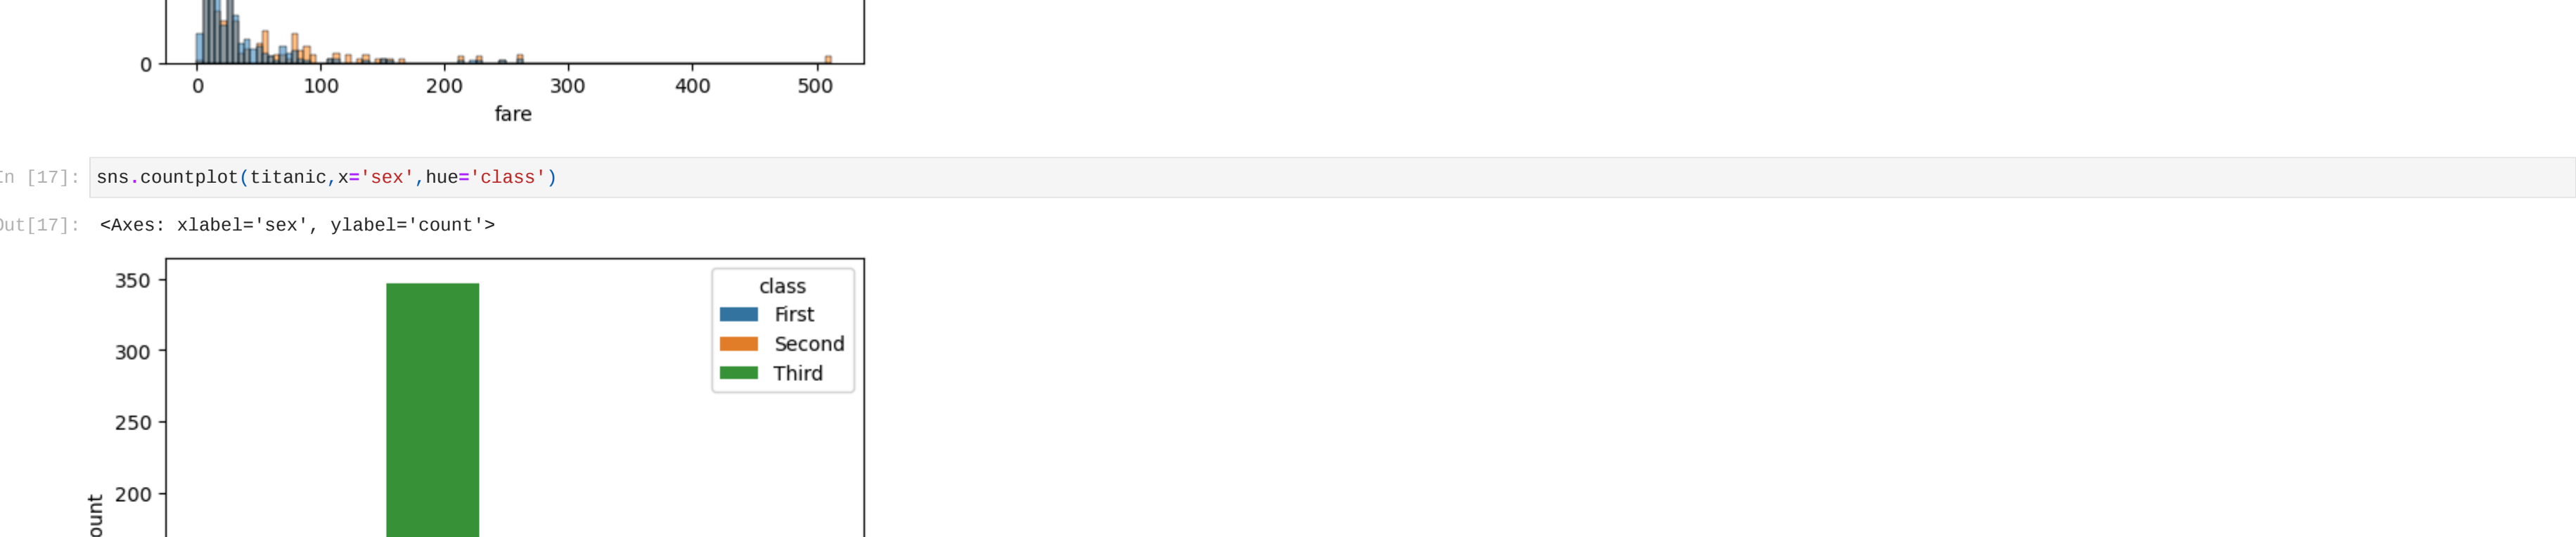 0
0 100 200 300 400 500
fare
In [17]: sns.countplot(titanic,x='sex',hue='class')
Out[17]: <Axes: xlabel='sex', ylabel='count'>
350
300
250
200
class
First
Second
Third